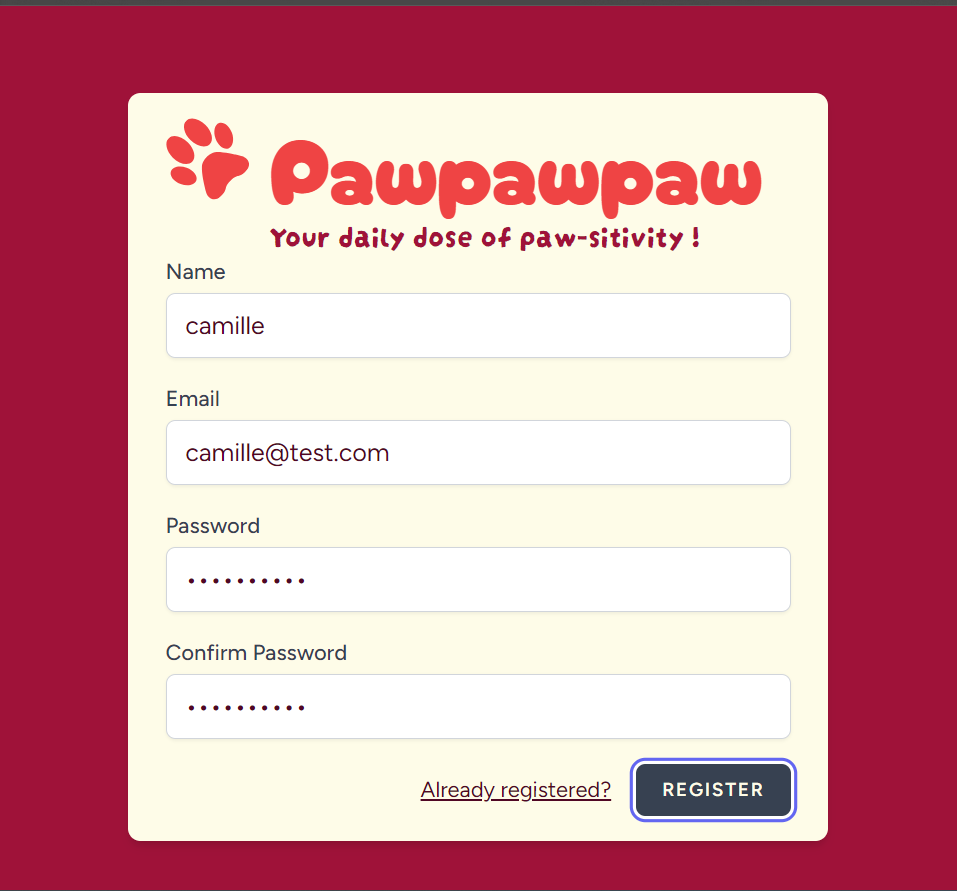 Pawpawpaw
Your daily dose of paw-sitivity !
Name
camille
Email
camille@test.com
Password
••••••••••
Confirm Password
••••••••••
Already registered? REGISTER